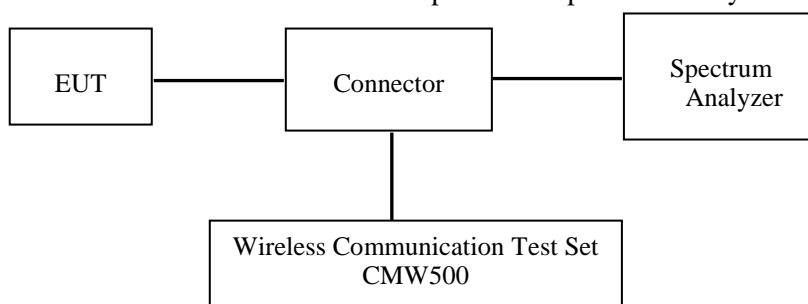 EUT
Connector
Spectrum
Analyzer
Wireless Communication Test Set
CMW500